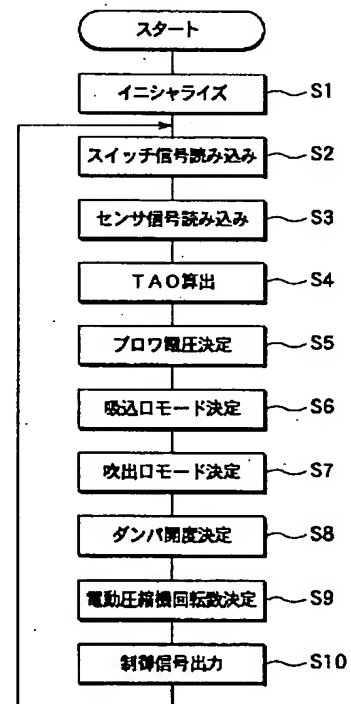 スタート
イニシャライズ S1
スイッチ信号読み込み S2
センサ信号読み込み S3
TAO算出 S4
ブロワ電圧決定 S5
吸込口モード決定 S6
吹出口モード決定 S7
ダンパ開度決定 S8
電動圧縮機回転数決定 S9
制御信号出力 S10